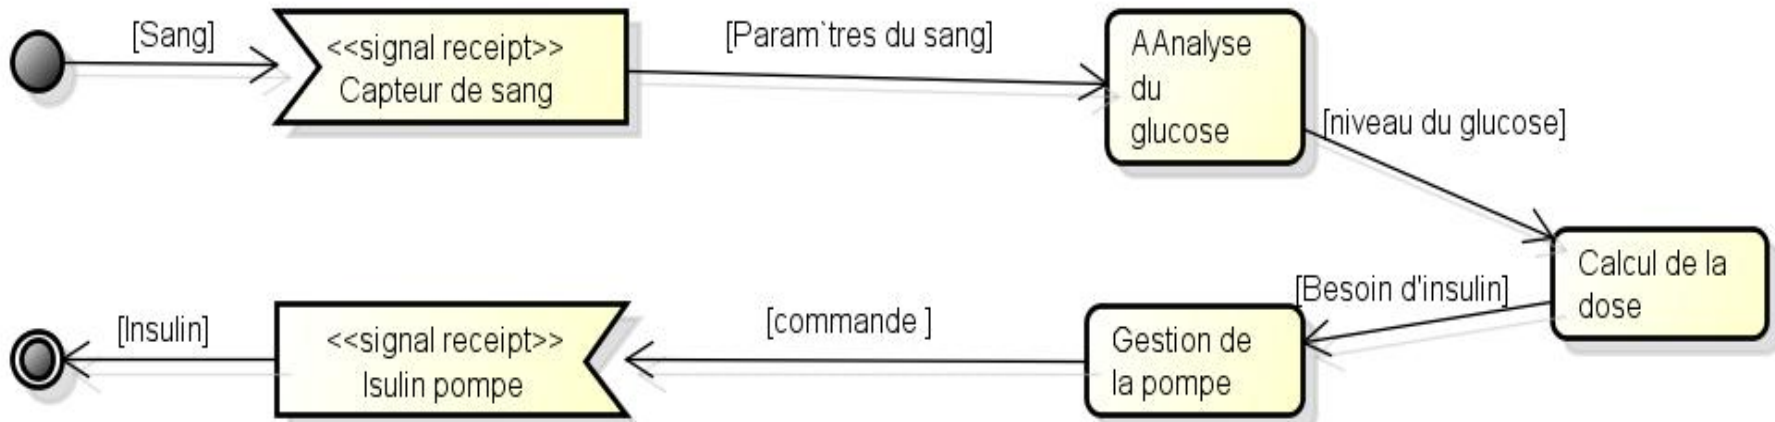 [Sang]
<<signal receipt>>
Capteur de sang
[Param`tres du sang]
AAnalyse
du
glucose
[niveau du glucose]
Calcul de la
dose
[Besoin d'insulin]
Gestion de
la pompe
[commande ]
<<signal receipt>>
Isulin pompe
[Insulin]